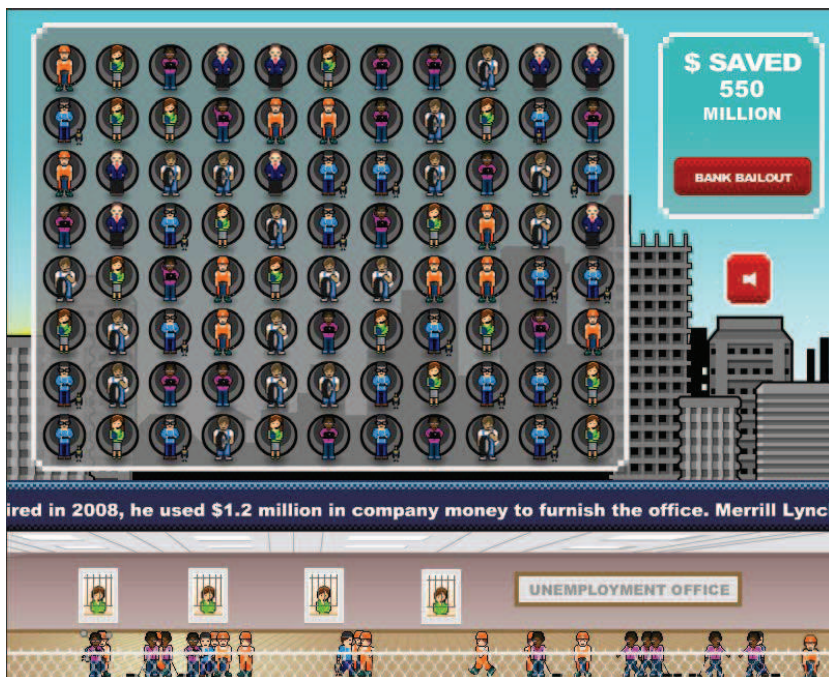 $ SAVED
550
MILLION
BANK BAILOUT
ired in 2008, he used $1.2 million in company money to furnish the office. Merrill Lync
UNEMPLOYMENT OFFICE